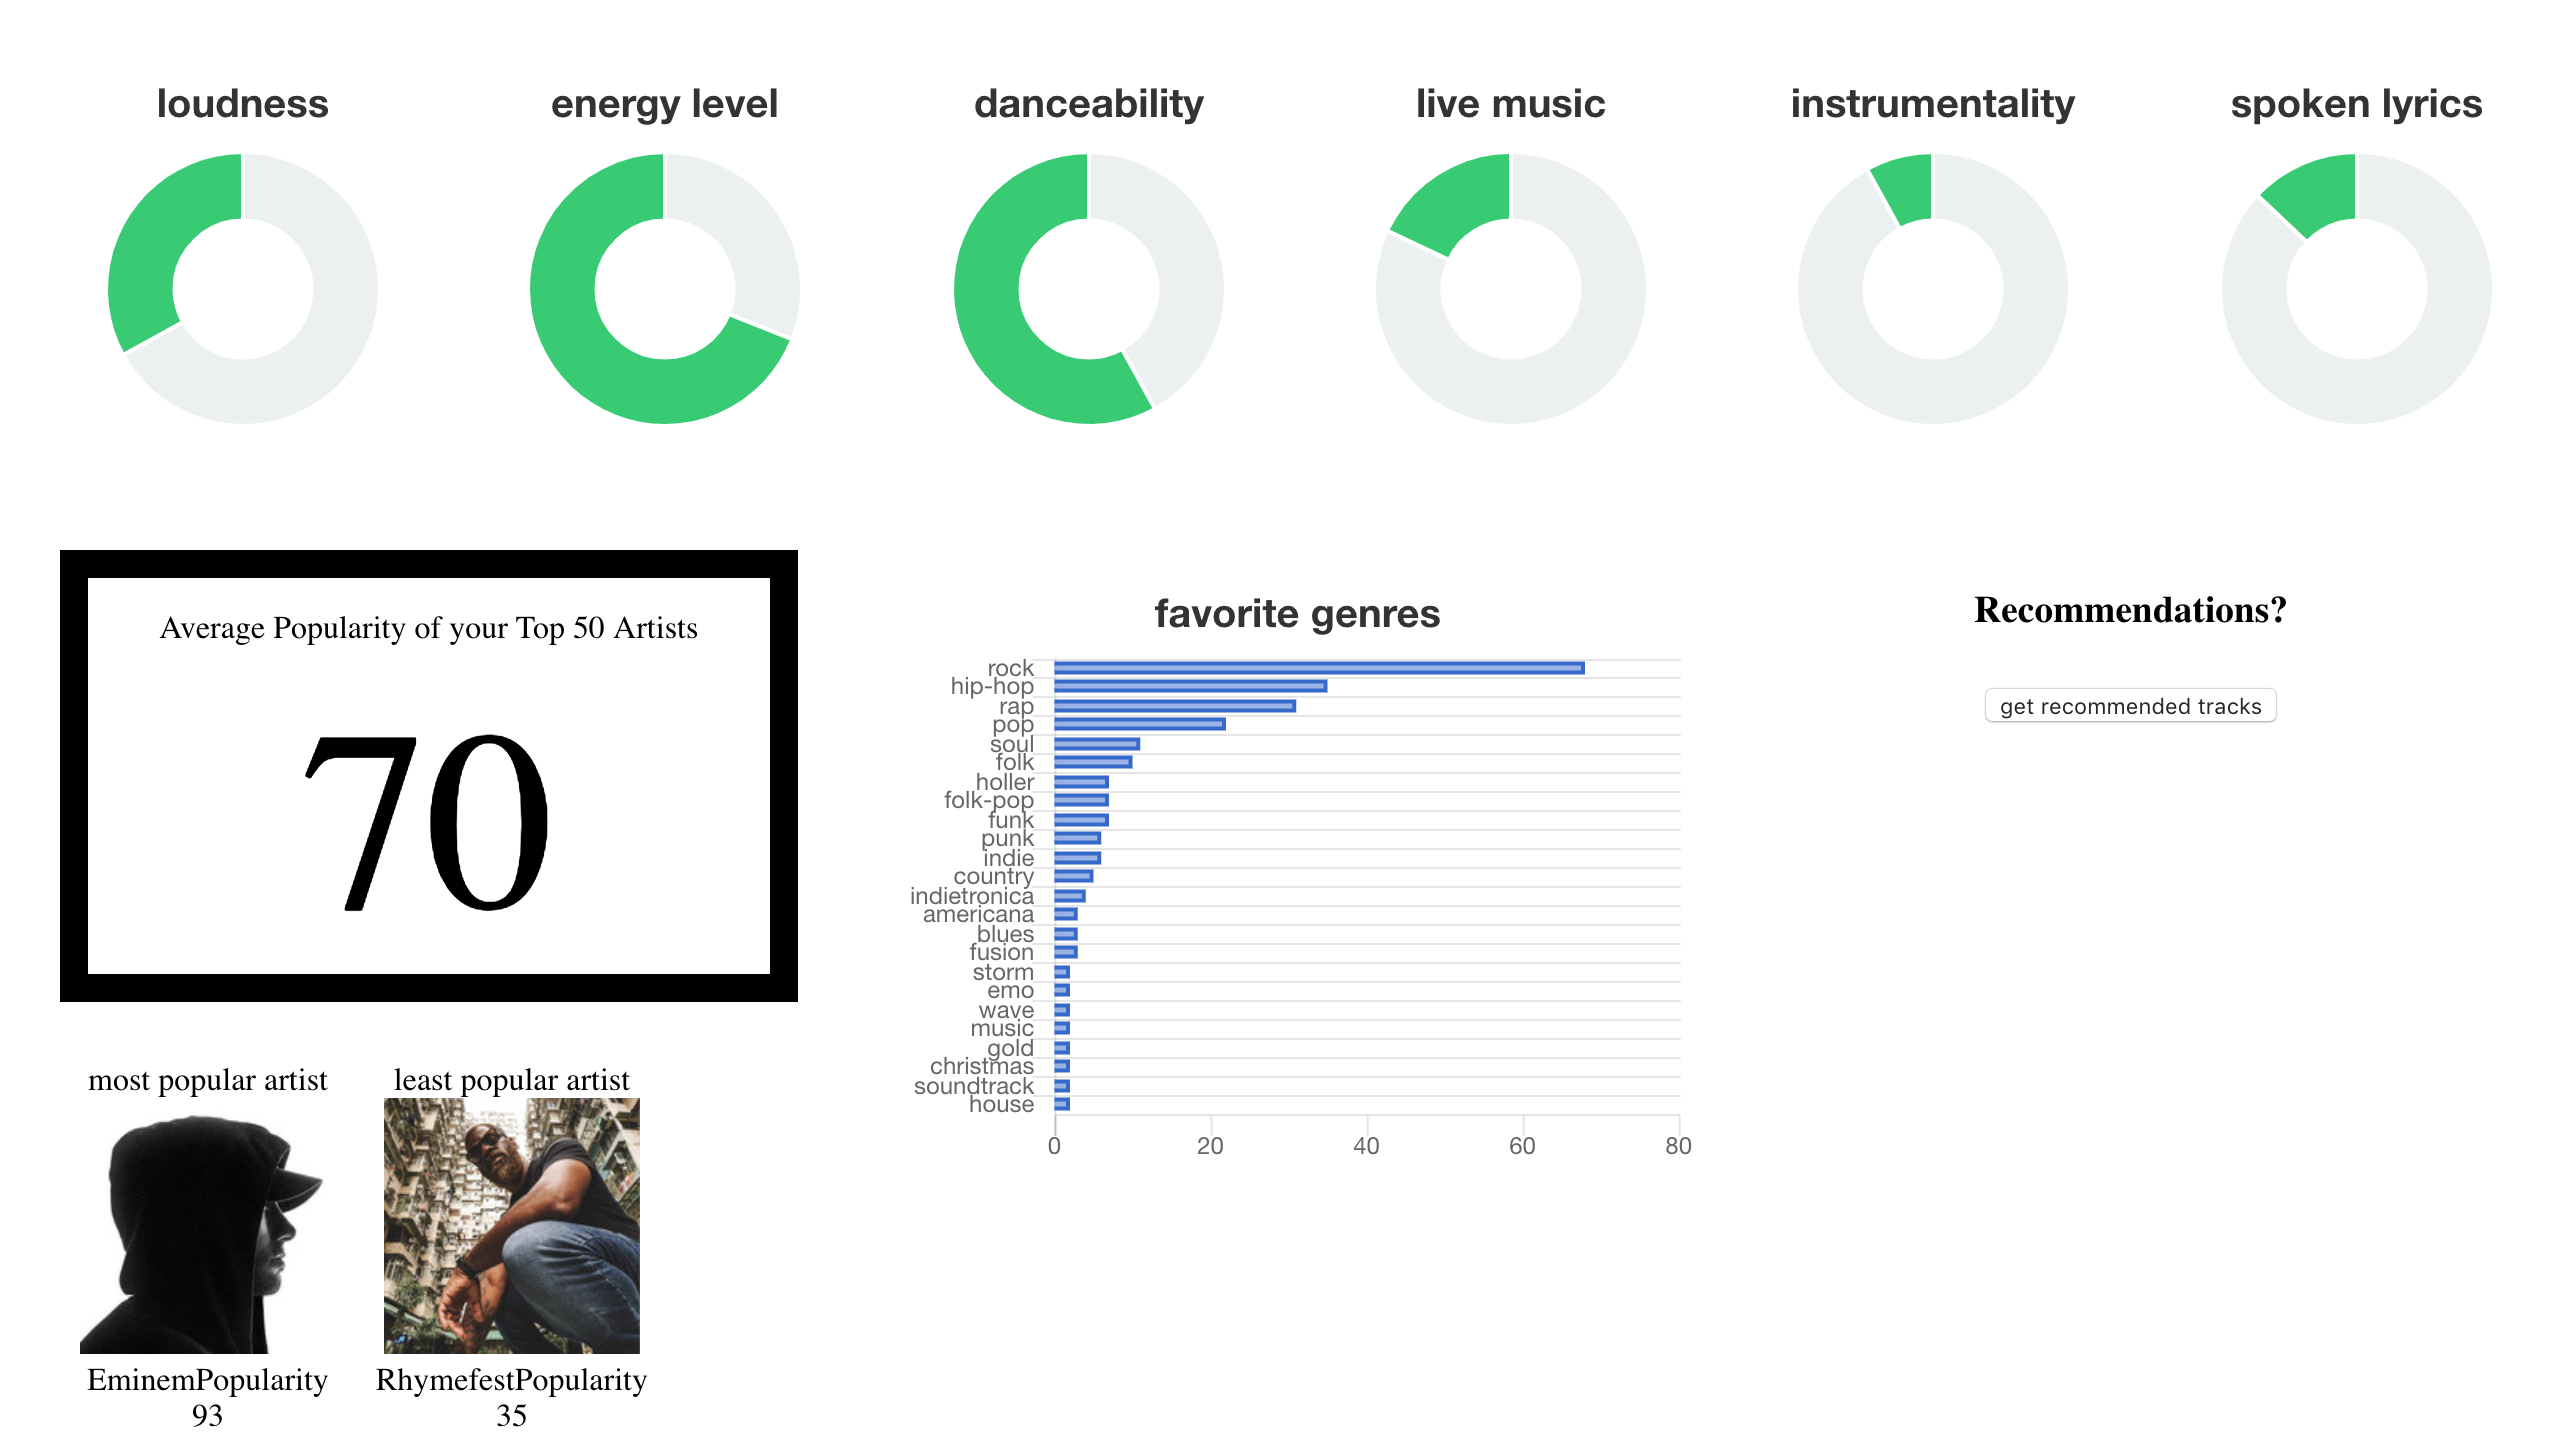 loudness
energy level
danceability
live music
instrumentality
spoken lyrics
Average Popularity of your Top 50 Artists
70
most popular artist
least popular artist
EminemPopularity
93
RhymefestPopularity
35
favorite genres
rock
hip-hop
rap
pop
soul
folk
holler
folk-pop
funk
punk
indie
country
indietronica
americana
blues
fusion
storm
emo
wave
music
gold
christmas
soundtrack
house
0 20 40 60 80
Recommendations?
get recommended tracks